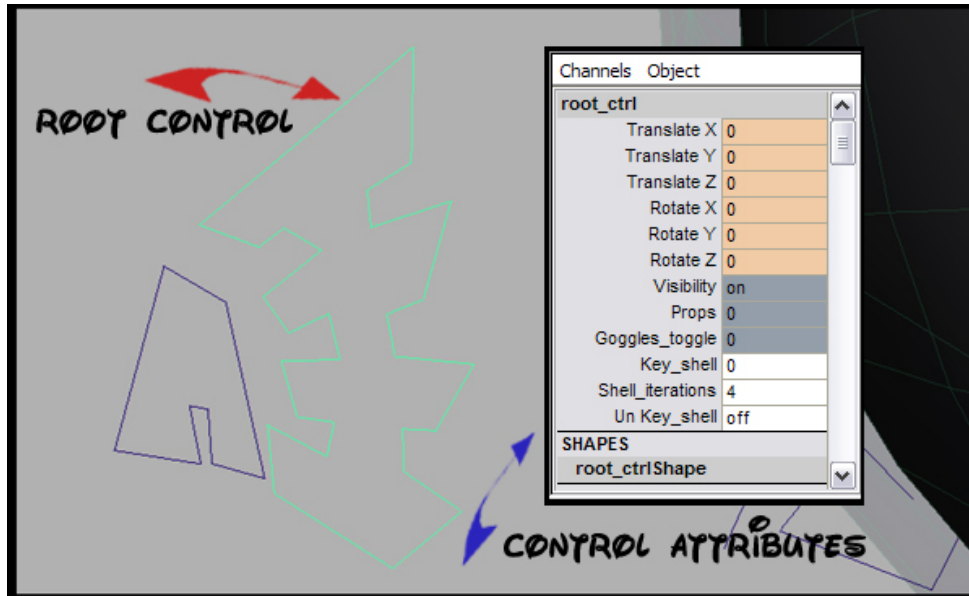 ROOT CONTROL
Channels Object
root_ctrl
Translate X 0
Translate Y 0
Translate Z 0
Rotate X 0
Rotate Y 0
Rotate Z 0
Visibility on
Props 0
Goggles_toggle 0
Key_shell 0
Shell_iterations 4
Un Key_shell off
SHAPES
root_ctrlShape
CONTROL ATTRIBUTES